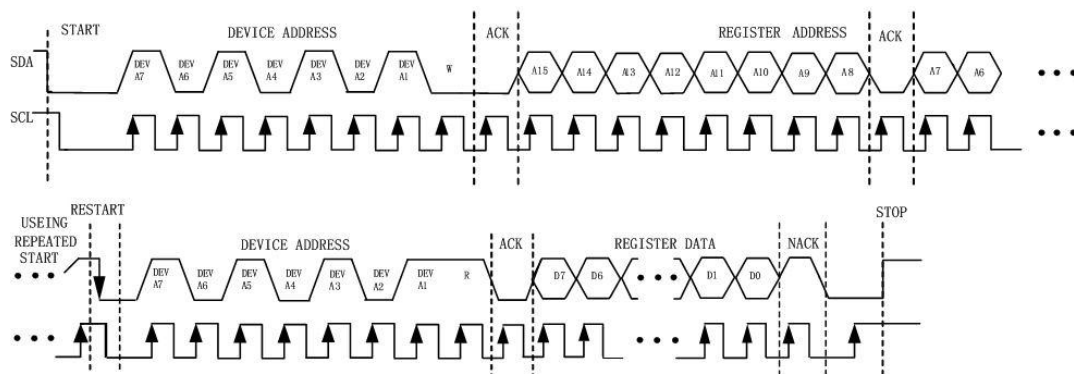 START DEVICE ADDRESS ACK REGISTER ADDRESS ACK
SDA DEV A7 DEV A6 DEV A5 DEV A4 DEV A3 DEV A2 DEV A1 W A15 A14 A13 A12 A11 A10 A9 A8 A7 A6
SCL
USEING REPEATED START RESTART DEVICE ADDRESS ACK REGISTER DATA NACK STOP
DEV A7 DEV A6 DEV A5 DEV A4 DEV A3 DEV A2 DEV A1 R D7 D6 D1 D0